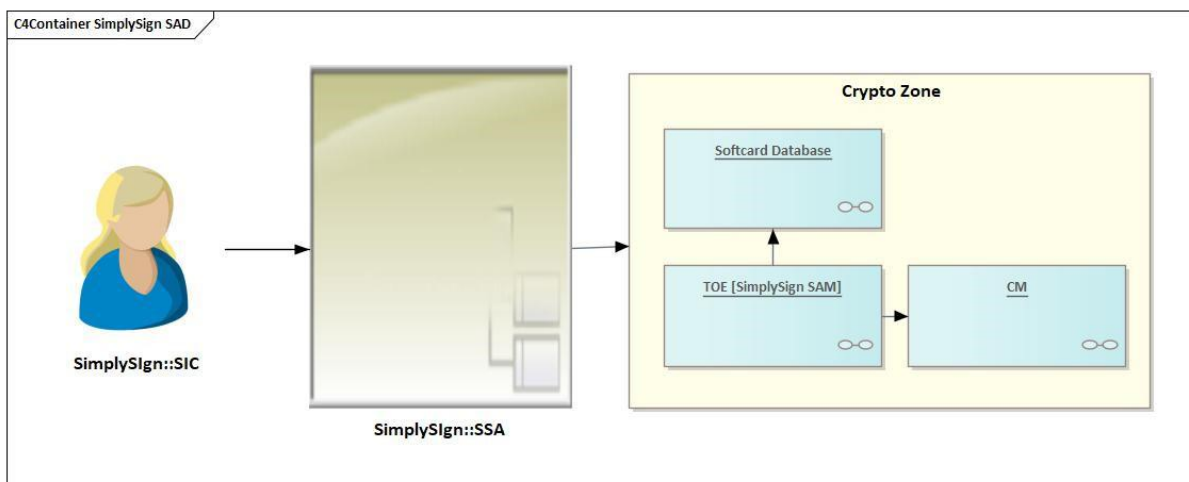 C4Container SimplySign SAD
Crypto Zone
Softcard Database
TOE [SimplySign SAM]
CM
SimplySIgn::SIC
SimplySIgn::SSA